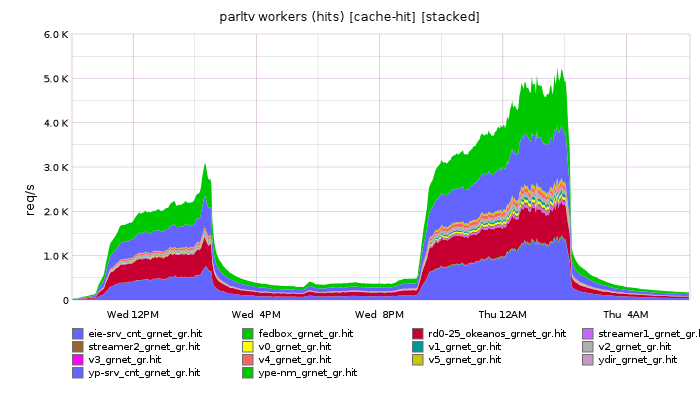 parltv workers (hits) [cache-hit] [stacked]
6.0 K
5.0 K
4.0 K
3.0 K
2.0 K
1.0 K
0
req/s
Wed 12PM Wed 4PM Wed 8PM Thu 12AM Thu 4AM
eie-srv_cnt_grnet_gr.hit fedbox_grnet_gr.hit rd0-25_okeanos_grnet_gr.hit streamer1_grnet_gr.hit
streamer2_grnet_gr.hit v0_grnet_gr.hit v1_grnet_gr.hit v2_grnet_gr.hit
v3_grnet_gr.hit v4_grnet_gr.hit v5_grnet_gr.hit ydir_grnet_gr.hit
yp-srv_cnt_grnet_gr.hit ype-nm_grnet_gr.hit